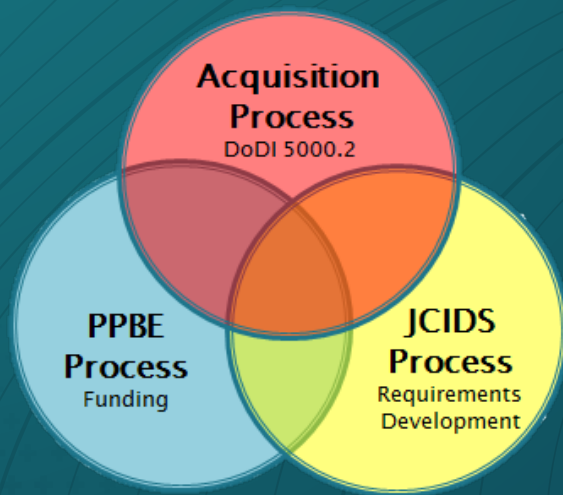 Acquisition
Process
DoDI 5000.2
PPBE
Process
Funding
JCIDS
Process
Requirements
Development